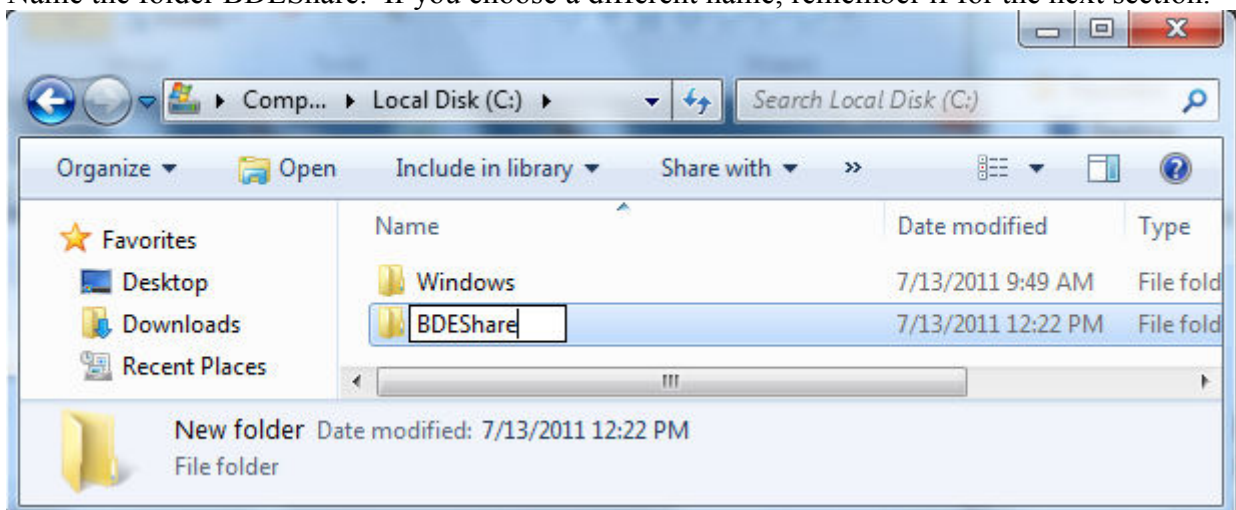 Name the folder BDEShare. If you choose a different name, remember if for the next section.
Comp... Local Disk (C:) Search Local Disk (C:)
Organize Open Include in library Share with »
Favorites Name Date modified Type
Desktop Windows 7/13/2011 9:49 AM File fold
Downloads BDEShare 7/13/2011 12:22 PM File fold
Recent Places
New folder Date modified: 7/13/2011 12:22 PM
File folder